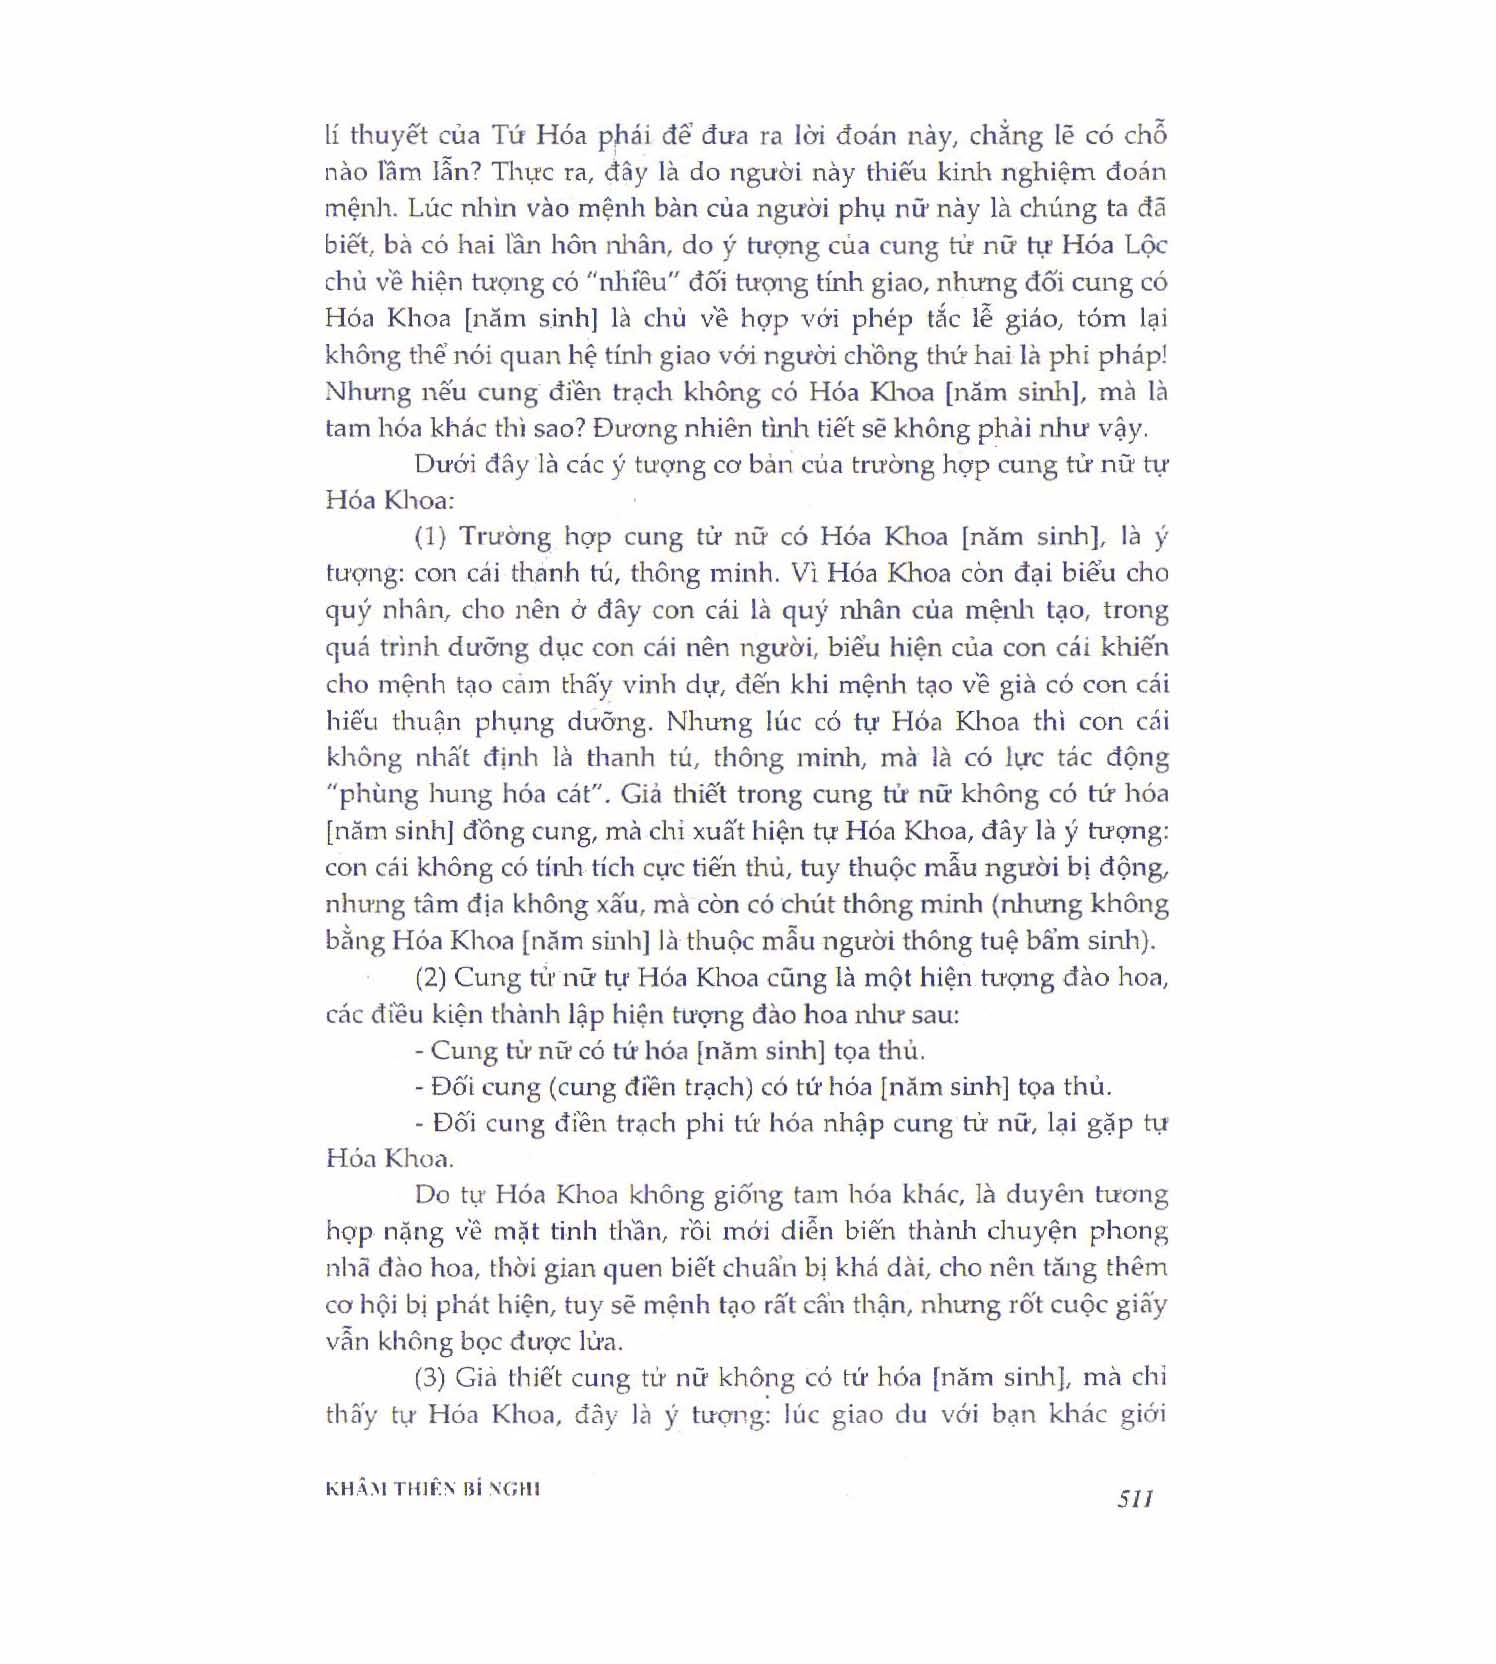 lí thuyết của Tứ Hóa phái để đưa ra lời đoán này, chẳng lẽ có chỗ
nào lầm lẫn? Thực ra, đây là do người này thiếu kinh nghiệm đoán
mệnh. Lúc nhìn vào mệnh bàn của người phụ nữ này là chúng ta đã
biết, bà có hai lần hôn nhân, do ý tượng của cung tử nữ tự Hóa Lộc
chủ về hiện tượng có "nhiều" đối tượng tính giao, nhưng đối cung có
Hóa Khoa [năm sinh] là chủ về hợp với phép tắc lễ giáo, tóm lại
không thể nói quan hệ tính giao với người chồng thứ hai là phi pháp!
Nhưng nếu cung điền trạch không có Hóa Khoa [năm sinh], mà là
tam hóa khác thì sao? Đương nhiên tình tiết sẽ không phải như vậy.
Dưới đây là các ý tượng cơ bản của trường hợp cung tử nữ tự
Hóa Khoa:
(1) Trường hợp cung tử nữ có Hóa Khoa [năm sinh], là ý
tượng: con cái thanh tú, thông minh. Vì Hóa Khoa còn đại biểu cho
quý nhân, cho nên ở đây con cái là quý nhân của mệnh tạo, trong
quá trình dưỡng dục con cái nên người, biểu hiện của con cái khiến
cho mệnh tạo cảm thấy vinh dự, đến khi mệnh tạo về già có con cái
hiếu thuận phụng dưỡng. Nhưng lúc có tự Hóa Khoa thì con cái
không nhất định là thanh tú, thông minh, mà là có lực tác động
"phùng hung hóa cát". Giả thiết trong cung tử nữ không có tứ hóa
[năm sinh] đồng cung, mà chỉ xuất hiện tự Hóa Khoa, đây là ý tượng:
con cái không có tính tích cực tiến thủ, tuy thuộc mẫu người bị động,
nhưng tâm địa không xấu, mà còn có chút thông minh (nhưng không
bằng Hóa Khoa [năm sinh] là thuộc mẫu người thông tuệ bẩm sinh).
(2) Cung tử nữ tự Hóa Khoa cũng là một hiện tượng đào hoa,
các điều kiện thành lập hiện tượng đào hoa như sau:
- Cung tử nữ có tứ hóa [năm sinh] tọa thủ.
- Đối cung (cung điền trạch) có tứ hóa [năm sinh] tọa thủ.
- Đối cung điền trạch phi tứ hóa nhập cung tử nữ, lại gặp tự
Hóa Khoa.
Do tự Hóa Khoa không giống tam hóa khác, là duyên tương
hợp nặng về mặt tinh thần, rồi mới diễn biến thành chuyện phong
nhã đào hoa, thời gian quen biết chuẩn bị khá dài, cho nên tăng thêm
cơ hội bị phát hiện, tuy sẽ mệnh tạo rất cẩn thận, nhưng rốt cuộc giấy
vẫn không bọc được lửa.
(3) Giả thiết cung tử nữ không có tứ hóa [năm sinh], mà chỉ
thấy tự Hóa Khoa, đây là ý tượng: lúc giao du với bạn khác giới
KHÂM THIÊN BÍ NGHI
511